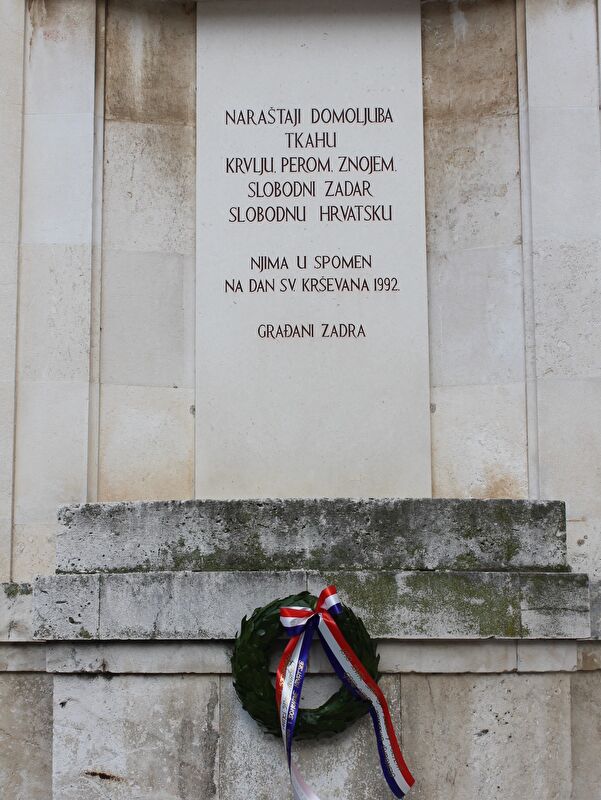 NARAŠTAJI DOMOLJUBA
TKAHU
KRVLJU, PEROM, ZNOJEM,
SLOBODNI ZADAR
SLOBODNU HRVATSKU
NJIMA U SPOMEN
NA DAN SV. KRŠEVANA 1992.
GRAĐANI ZADRA